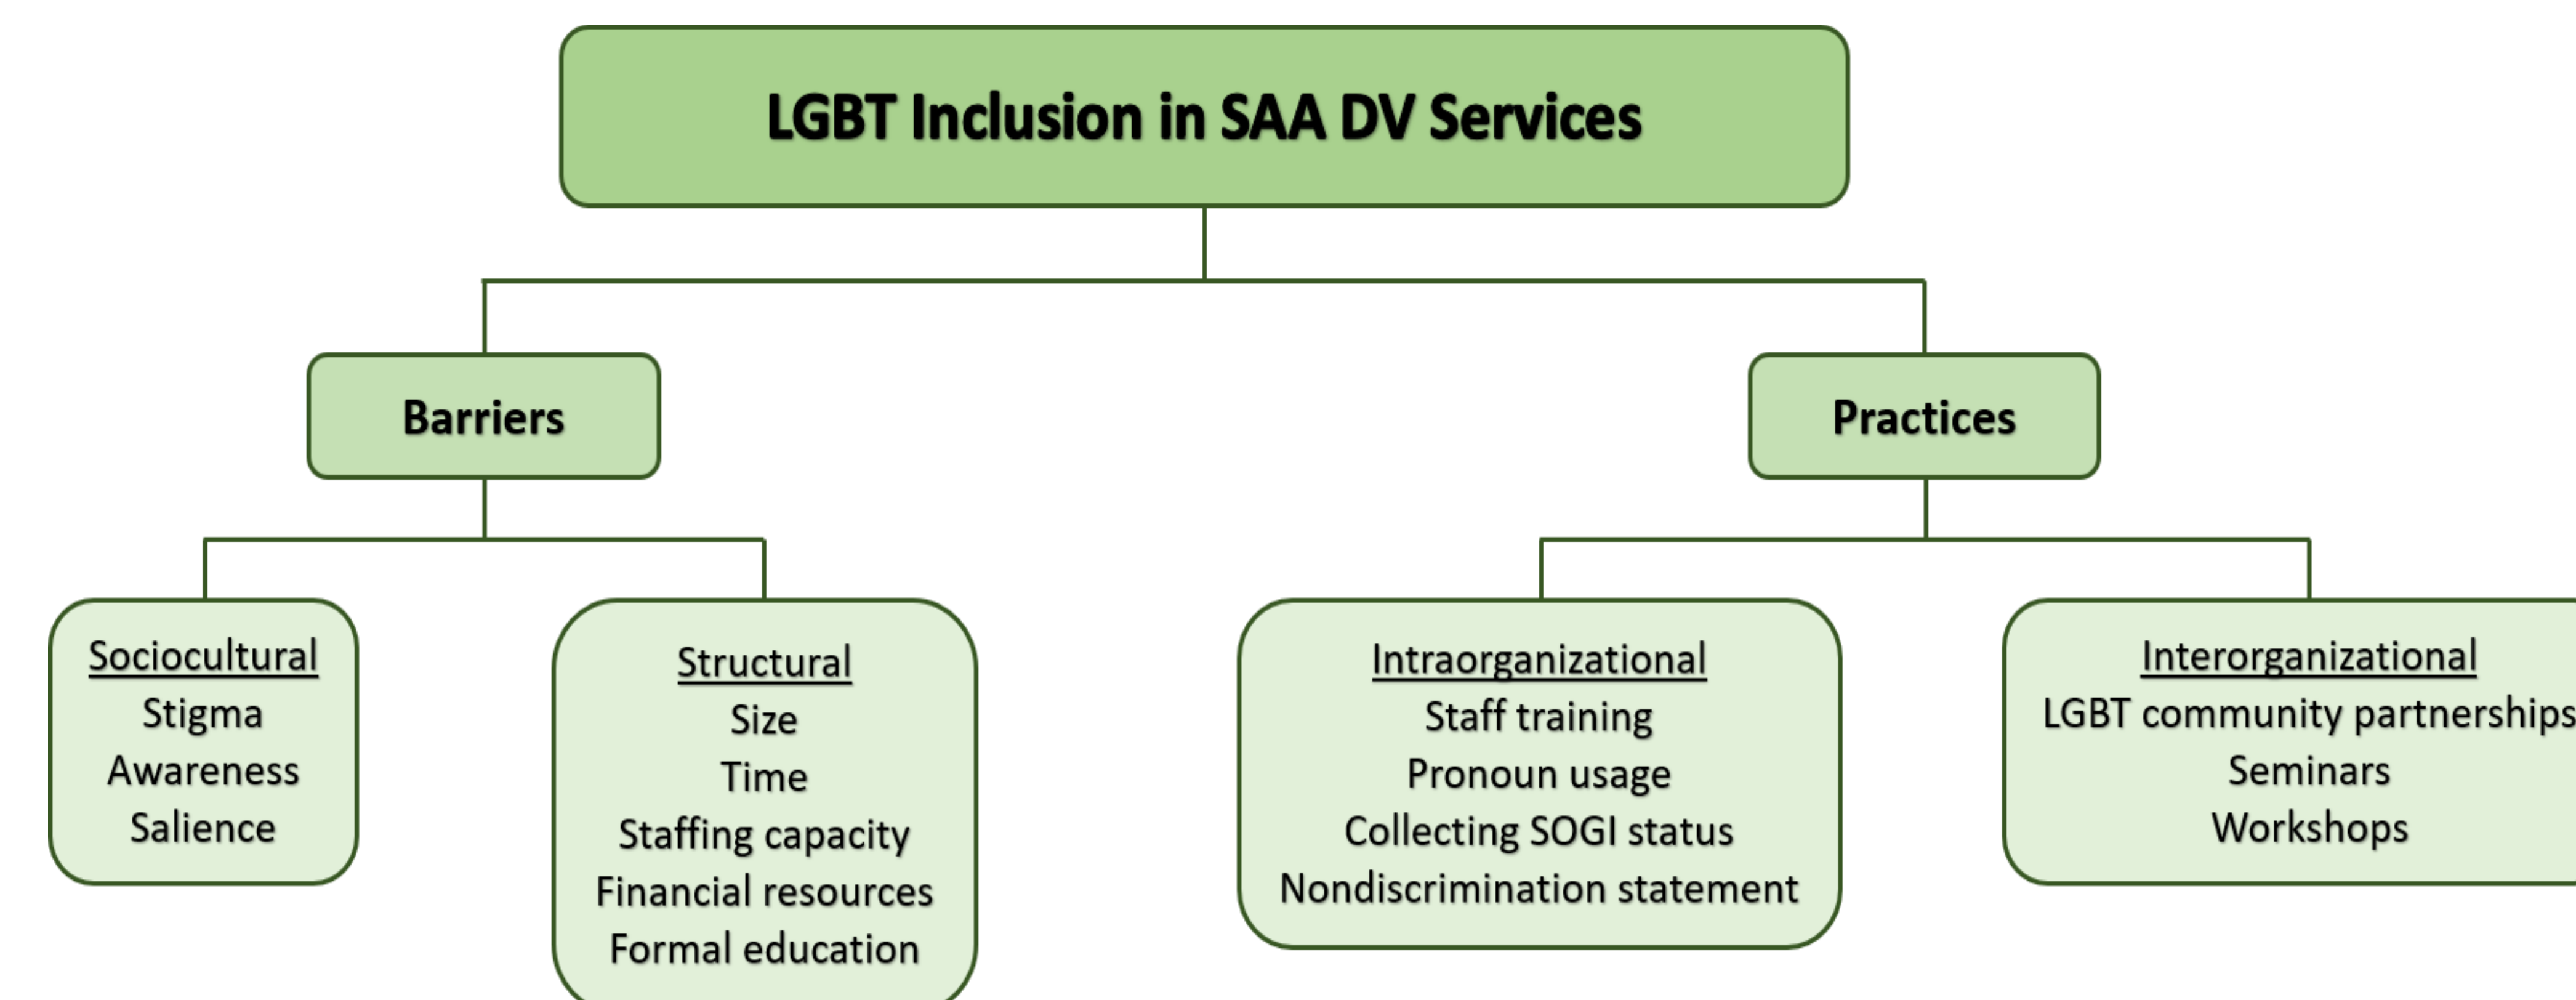 LGBT Inclusion in SAA DV Services
Barriers
Practices
Sociocultural
Stigma
Awareness
Salience
Structural
Size
Time
Staffing capacity
Financial resources
Formal education
Intraorganizational
Staff training
Pronoun usage
Collecting SOGI status
Nondiscrimination statement
Interorganizational
LGBT community partnerships
Seminars
Workshops